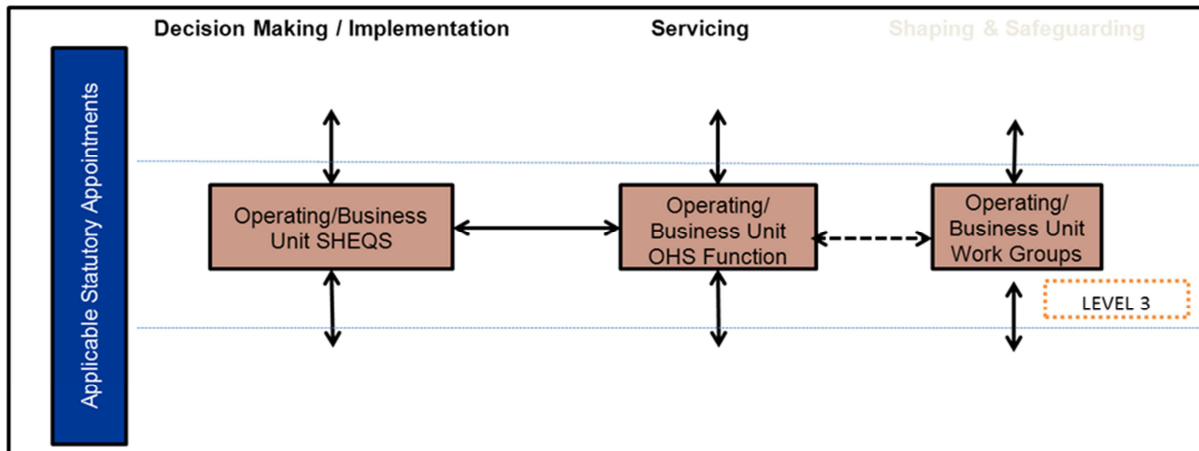 Decision Making / Implementation
Servicing
Shaping & Safeguarding
Applicable Statutory Appointments
Operating/Business
Unit SHEQS
Operating/
Business Unit
OHS Function
Operating/
Business Unit
Work Groups
LEVEL 3